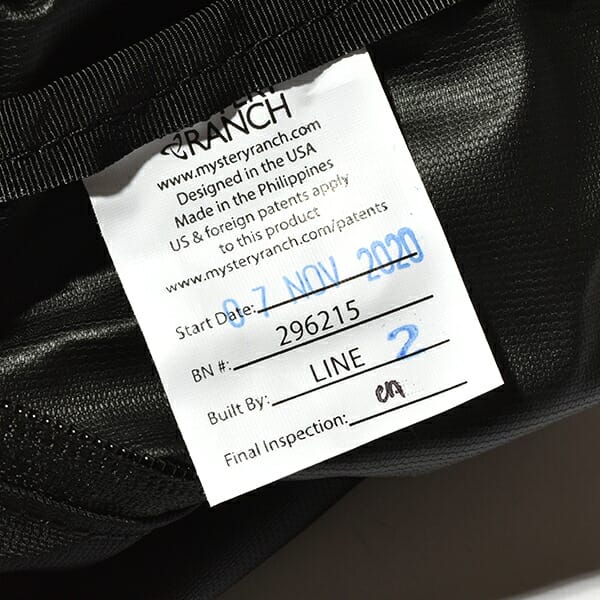 RANCH
www.mysteryranch.com
Designed in the USA
Made in the Philippines
US & foreign patents apply
to this product
www.mysteryranch.com/patents
Start Date: 07 NOV 2020
BN #: 296215
Built By: LINE 2
Final Inspection: